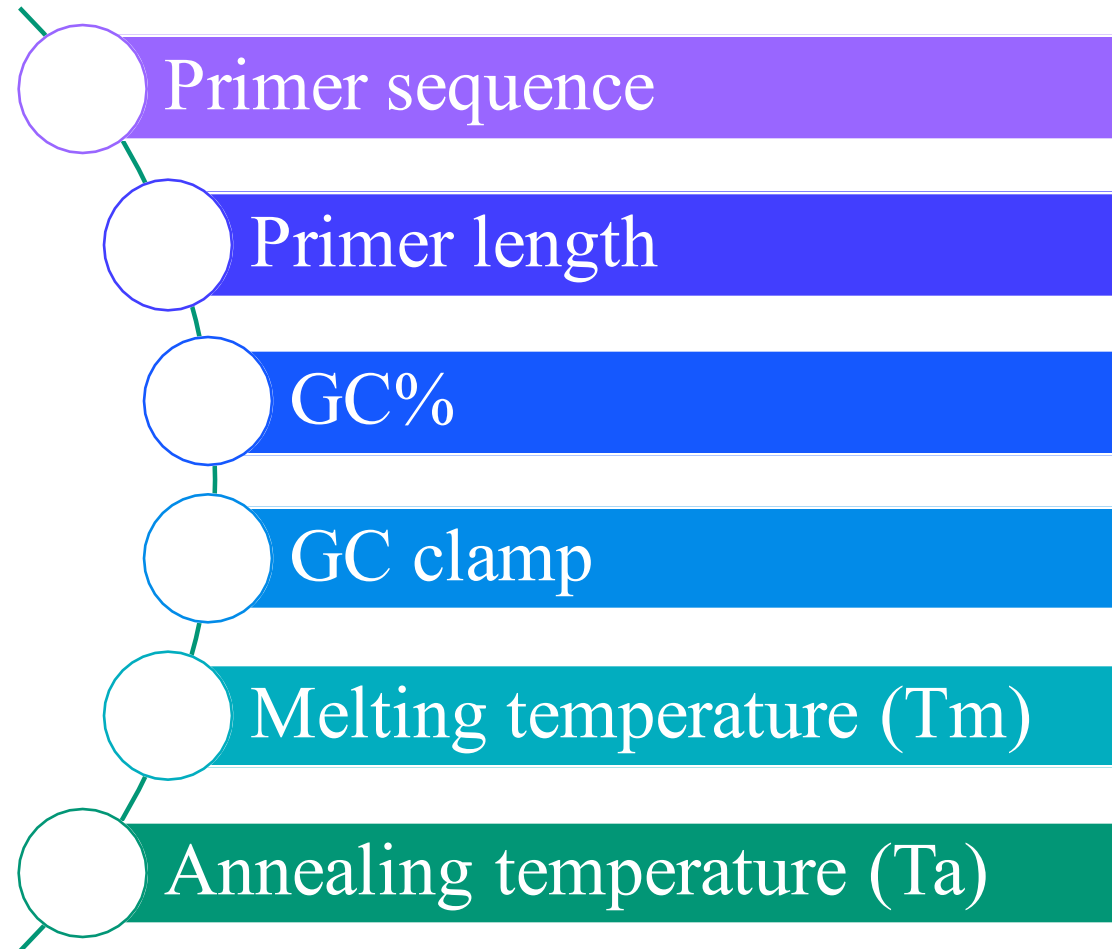 Primer sequence
Primer length
GC%
GC clamp
Melting temperature (Tm)
Annealing temperature (Ta)